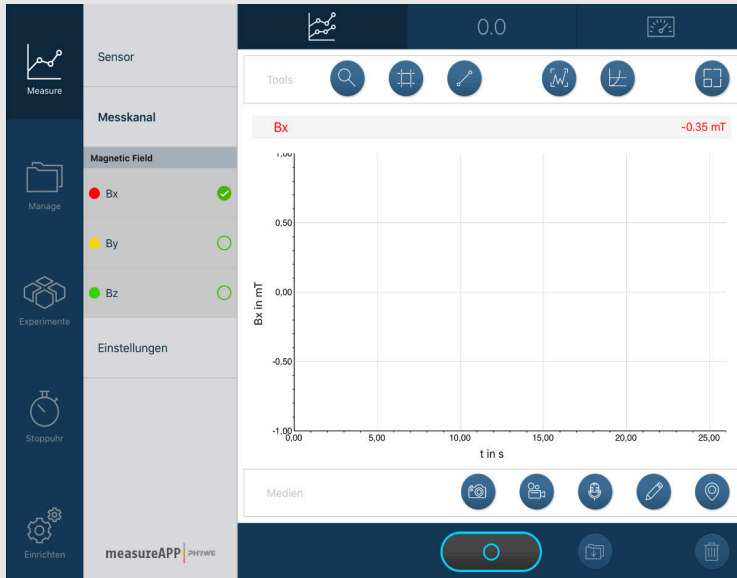 Measure
Manage
Experimente
Stoppuhr
Einrichten
Sensor
Messkanal
Magnetic Field
Bx
By
Bz
Einstellungen
measureAPP PHYWE
0.0
Tools
Bx -0.35 mT
1,00
0,50
0,00
-0,50
-1,00
Bx in mT
0,00 5,00 10,00 15,00 20,00 25,00
t in s
Medien